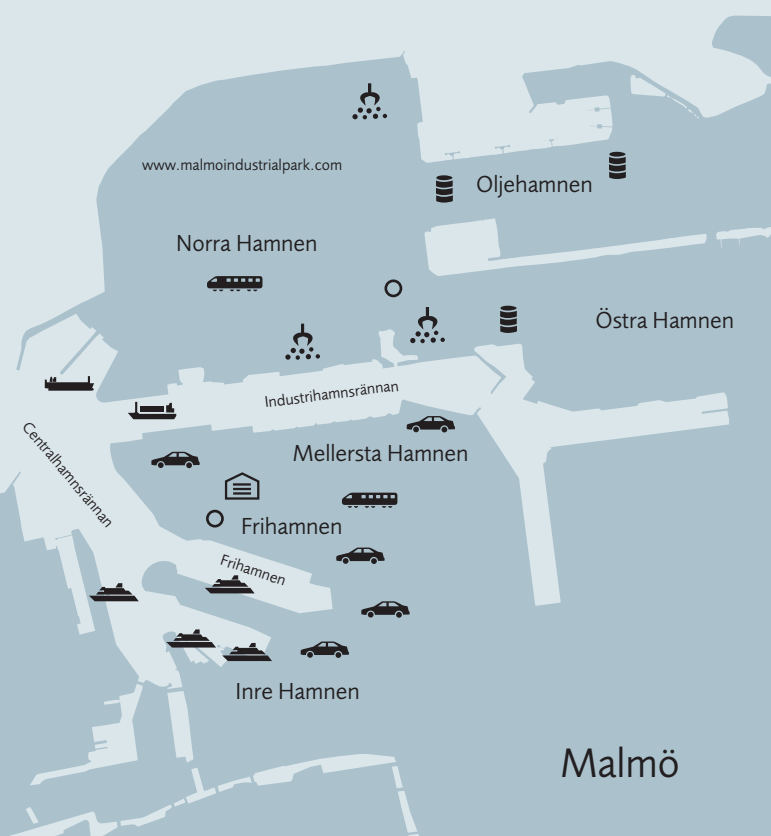 www.malmoindustrialpark.com
Oljehamnen
Norra Hamnen
Östra Hamnen
Industrihamnsrännan
Centralhamnsrännan
Mellersta Hamnen
Frihamnen
Frihamnen
Inre Hamnen
Malmö